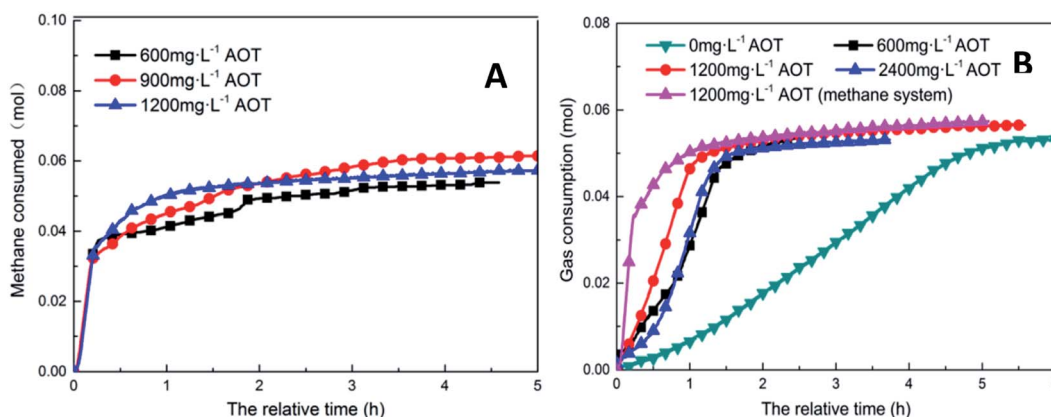 0.10
0.08
0.06
0.04
0.02
0.00
Methane consumed (mol)
600mg·L⁻¹ AOT
900mg·L⁻¹ AOT
1200mg·L⁻¹ AOT
A
0 1 2 3 4 5
The relative time (h)
0.08
0.06
0.04
0.02
0.00
Gas consumption (mol)
0mg·L⁻¹ AOT 600mg·L⁻¹ AOT
1200mg·L⁻¹ AOT 2400mg·L⁻¹ AOT
1200mg·L⁻¹ AOT (methane system)
B
0 1 2 3 4 5
The relative time (h)